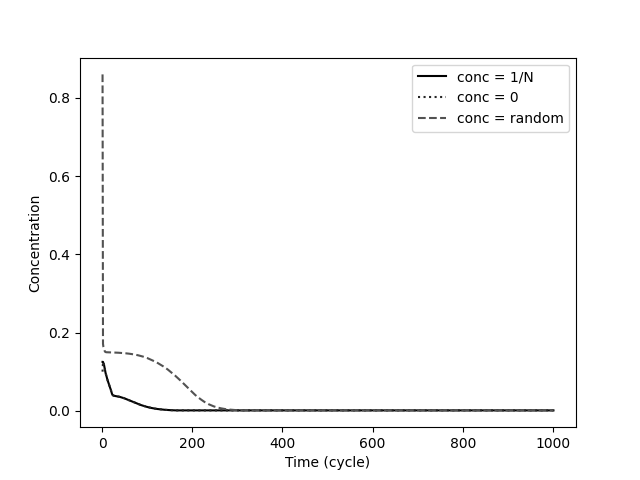 conc = 1/N
conc = 0
conc = random
0.8
0.6
0.4
0.2
0.0
Concentration
0 200 400 600 800 1000
Time (cycle)